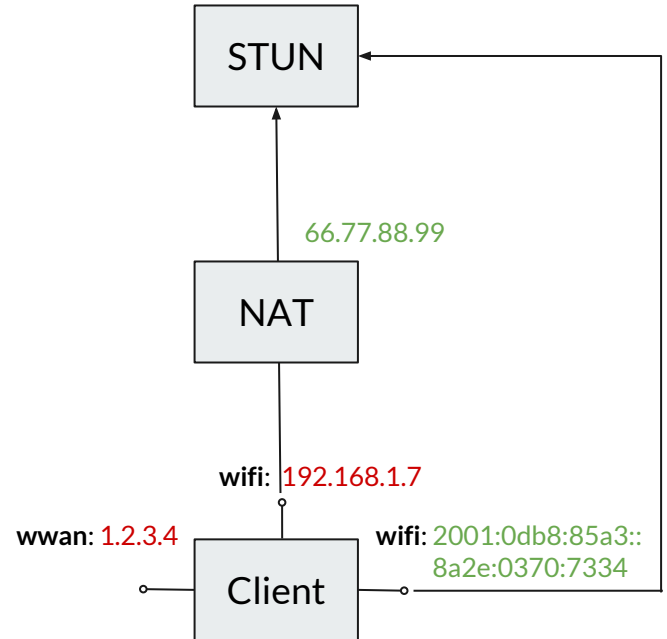 STUN
66.77.88.99
NAT
wifi: 192.168.1.7
wwan: 1.2.3.4
wifi: 2001:0db8:85a3::
8a2e:0370:7334
Client